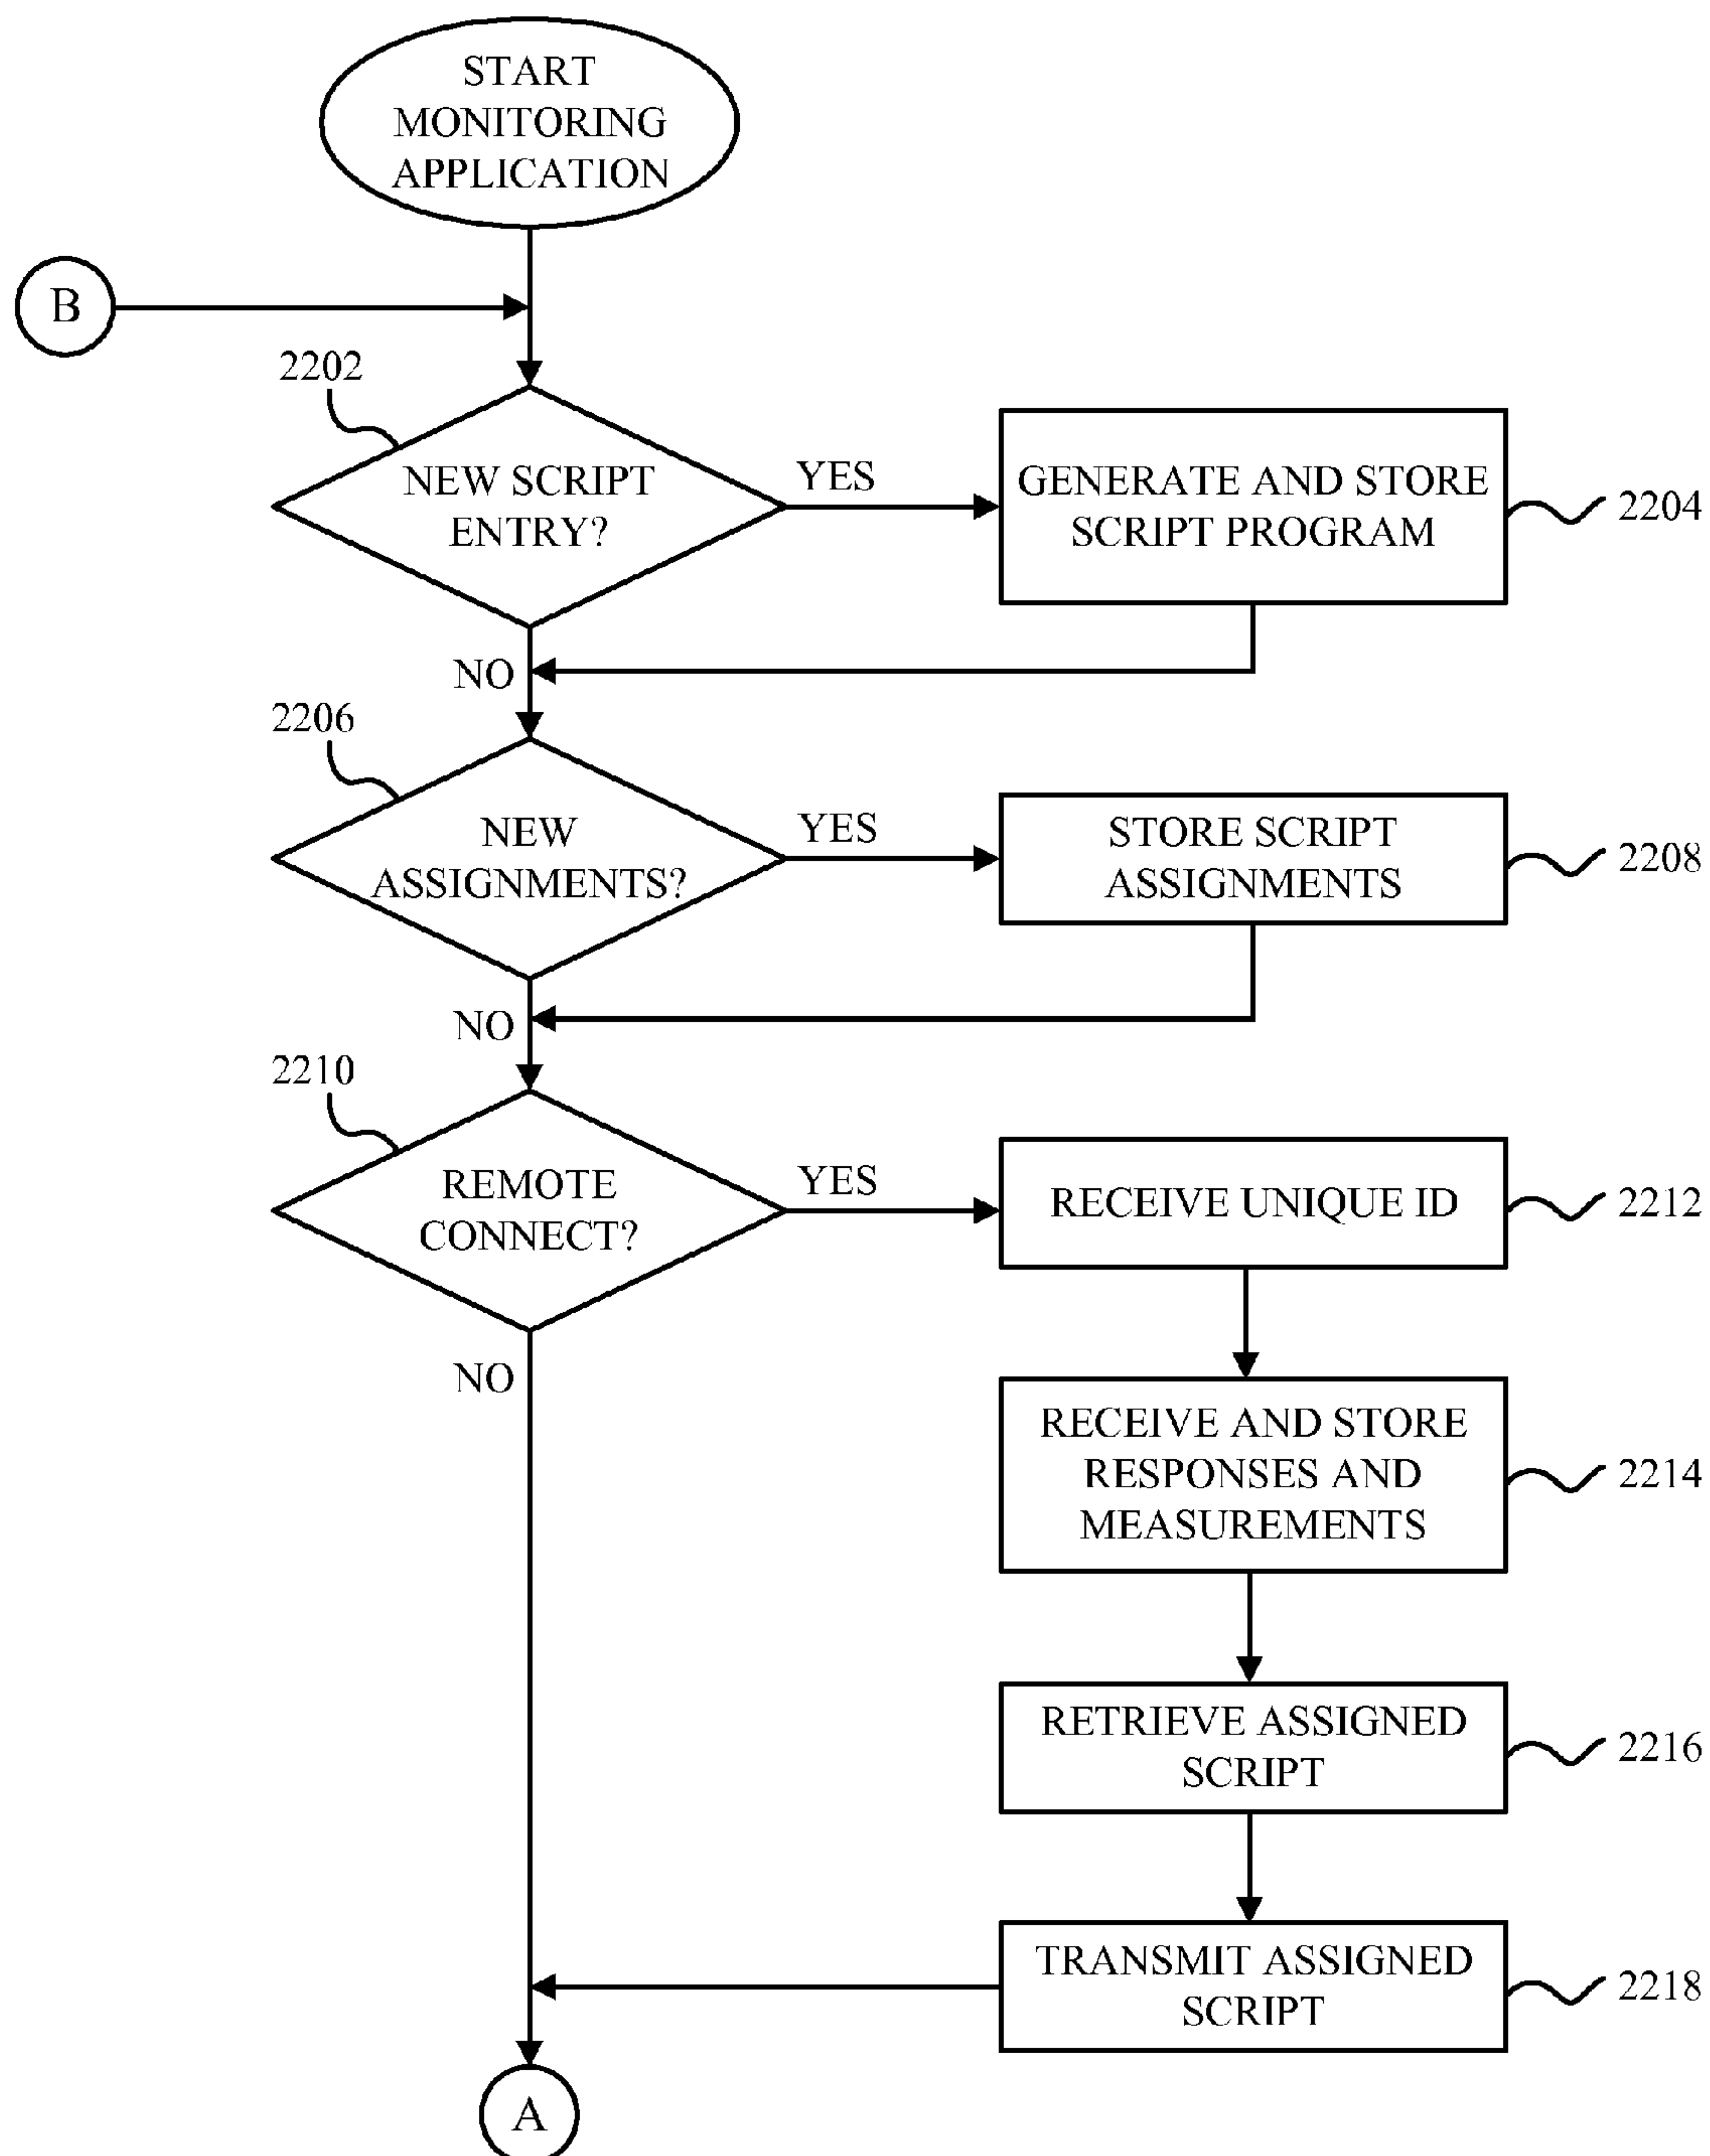 START
MONITORING
APPLICATION
B
2202
NEW SCRIPT
ENTRY?
YES
GENERATE AND STORE
SCRIPT PROGRAM
2204
NO
2206
NEW
ASSIGNMENTS?
YES
STORE SCRIPT
ASSIGNMENTS
2208
NO
2210
REMOTE
CONNECT?
YES
RECEIVE UNIQUE ID
2212
NO
RECEIVE AND STORE
RESPONSES AND
MEASUREMENTS
2214
RETRIEVE ASSIGNED
SCRIPT
2216
TRANSMIT ASSIGNED
SCRIPT
2218
A